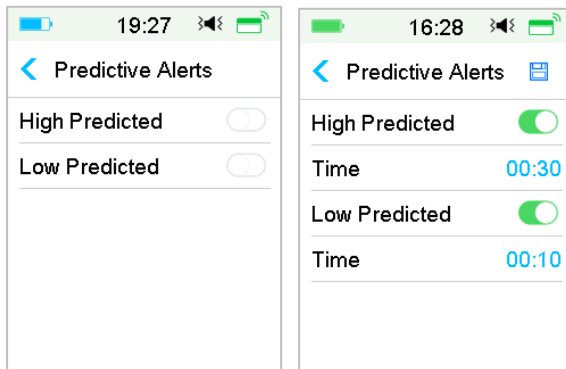 19:27
Predictive Alerts
High Predicted
Low Predicted
16:28
Predictive Alerts
High Predicted
Time 00:30
Low Predicted
Time 00:10